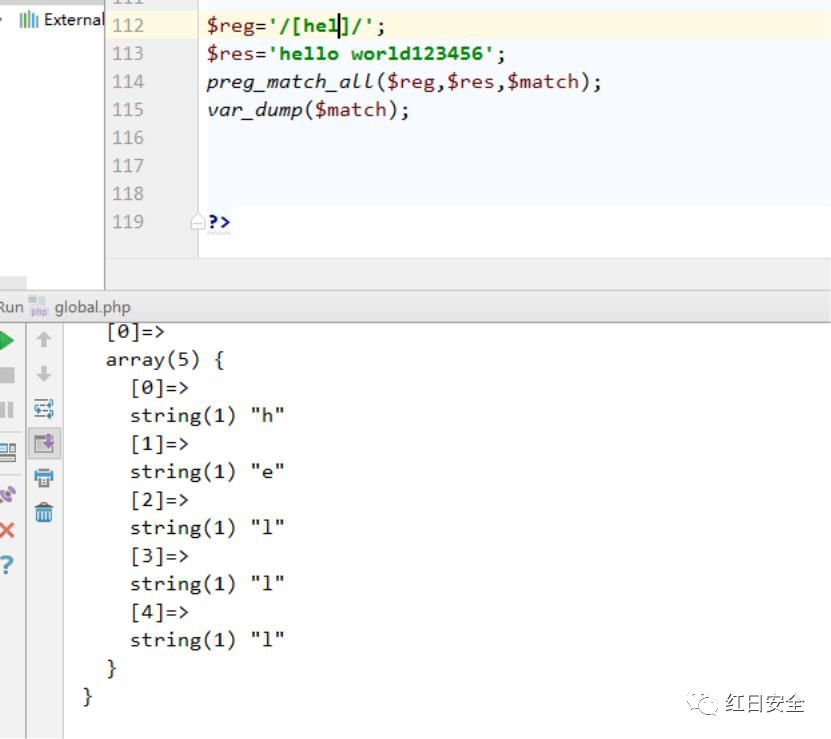 External
111
112 $reg='/[hel]/';
113 $res='hello world123456';
114 preg_match_all($reg,$res,$match);
115 var_dump($match);
116
117
118
119 ?>
Run php global.php
[0]=>
array(5) {
[0]=>
string(1) "h"
[1]=>
string(1) "e"
[2]=>
string(1) "l"
[3]=>
string(1) "l"
[4]=>
string(1) "l"
}
}
?
红日安全